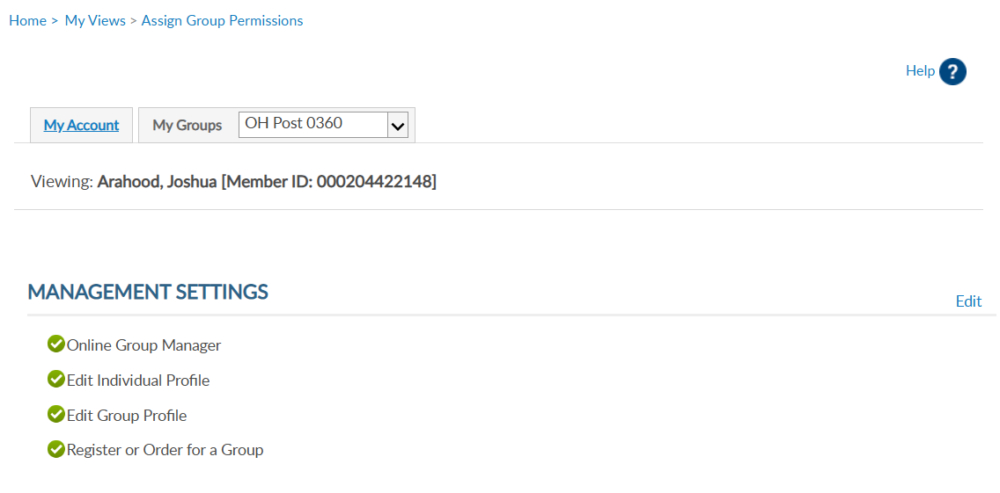 Home > My Views > Assign Group Permissions
Help ?
My Account My Groups OH Post 0360
Viewing: Arahood, Joshua [Member ID: 000204422148]
MANAGEMENT SETTINGS
Edit
Online Group Manager
Edit Individual Profile
Edit Group Profile
Register or Order for a Group